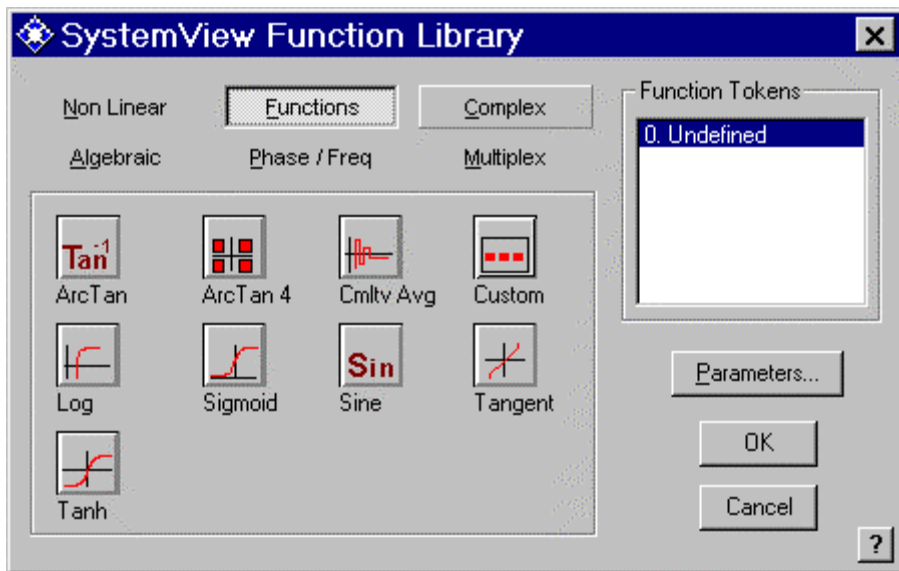 SystemView Function Library
Non Linear Functions Complex
Algebraic Phase / Freq Multiplex
Function Tokens
0. Undefined
Tan-1
ArcTan ArcTan 4 Cmltv Avg Custom
Sin
Log Sigmoid Sine Tangent
Tanh
Parameters...
OK
Cancel
?